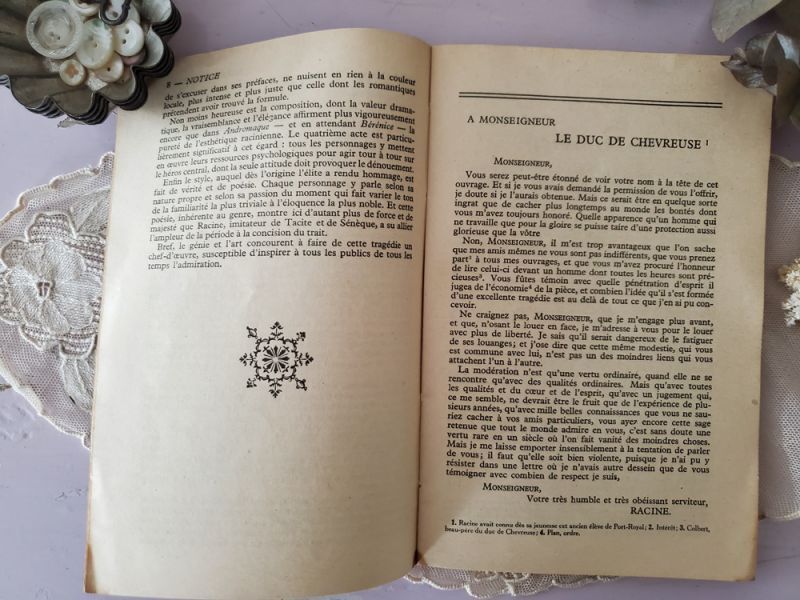 8 — NOTICE
de s'excuser dans ses préfaces, ne nuisent en rien à la couleur
locale, plus intense et plus juste que celle dont les romantiques
prétendent avoir trouvé la formule.
Non moins heureuse est la composition, dont la valeur drama-
tique, la vraisemblance et l'élégance affirment plus vigoureusement
encore que dans Andromaque — et en attendant Bérénice — la
pureté de l'esthétique racinienne. Le quatrième acte est particu-
lièrement significatif à cet égard : tous les personnages y mettent
en œuvre leurs ressources psychologiques pour agir tour à tour sur
le héros central, dont la seule attitude doit provoquer le dénouement.
Enfin le style, auquel dès l'origine l'élite a rendu hommage, est
fait de vérité et de poésie. Chaque personnage y parle selon sa
nature propre et selon sa passion du moment qui fait varier le ton
de la familiarité la plus triviale à l'éloquence la plus noble. Et cette
poésie, inhérente au genre, montre ici d'autant plus de force et de
majesté que Racine, imitateur de Tacite et de Sénèque, a su allier
l'ampleur de la période à la concision du trait.
Bref, le génie et l'art concourent à faire de cette tragédie un
chef-d'œuvre, susceptible d'inspirer à tous les publics de tous les
temps l'admiration.
A MONSEIGNEUR
LE DUC DE CHEVREUSE 1
MONSEIGNEUR,
Vous serez peut-être étonné de voir votre nom à la tête de cet
ouvrage. Et si je vous avais demandé la permission de vous l'offrir,
je doute si je l'aurais obtenue. Mais ce serait être en quelque sorte
ingrat que de cacher plus longtemps au monde les bontés dont
vous m'avez toujours honoré. Quelle apparence qu'un homme qui
ne travaille que pour la gloire se puisse taire d'une protection aussi
glorieuse que la vôtre
Non, MONSEIGNEUR, il m'est trop avantageux que l'on sache
que mes amis mêmes ne vous sont pas indifférents, que vous prenez
part² à tous mes ouvrages, et que vous m'avez procuré l'honneur
de lire celui-ci devant un homme dont toutes les heures sont pré-
cieuses³. Vous fûtes témoin avec quelle pénétration d'esprit il
jugea de l'économie⁴ de la pièce, et combien l'idée qu'il s'est formée
d'une excellente tragédie est au delà de tout ce que j'en ai pu con-
cevoir.
Ne craignez pas, MONSEIGNEUR, que je m'engage plus avant,
et que, n'osant le louer en face, je m'adresse à vous pour le louer
avec plus de liberté. Je sais qu'il serait dangereux de le fatiguer
de ses louanges; et j'ose dire que cette même modestie, qui vous
est commune avec lui, n'est pas un des moindres liens qui vous
attachent l'un à l'autre.
La modération n'est qu'une vertu ordinaire, quand elle ne se
rencontre qu'avec des qualités ordinaires. Mais qu'avec toutes
les qualités et du cœur et de l'esprit, qu'avec un jugement qui,
ce me semble, ne devrait être le fruit que de l'expérience de plu-
sieurs années, qu'avec mille belles connaissances que vous ne sau-
riez cacher à vos amis particuliers, vous ayez encore cette sage
retenue que tout le monde admire en vous, c'est sans doute une
vertu rare en un siècle où l'on fait vanité des moindres choses.
Mais je me laisse emporter insensiblement à la tentation de parler
de vous; il faut qu'elle soit bien violente, puisque je n'ai pu y
résister dans une lettre où je n'avais autre dessein que de vous
témoigner avec combien de respect je suis,
MONSEIGNEUR,
Votre très humble et très obéissant serviteur,
RACINE.
1. Racine avait connu dès sa jeunesse cet ancien élève de Port-Royal; 2. Intérêt; 3. Colbert,
beau-père du duc de Chevreuse; 4. Plan, ordre.